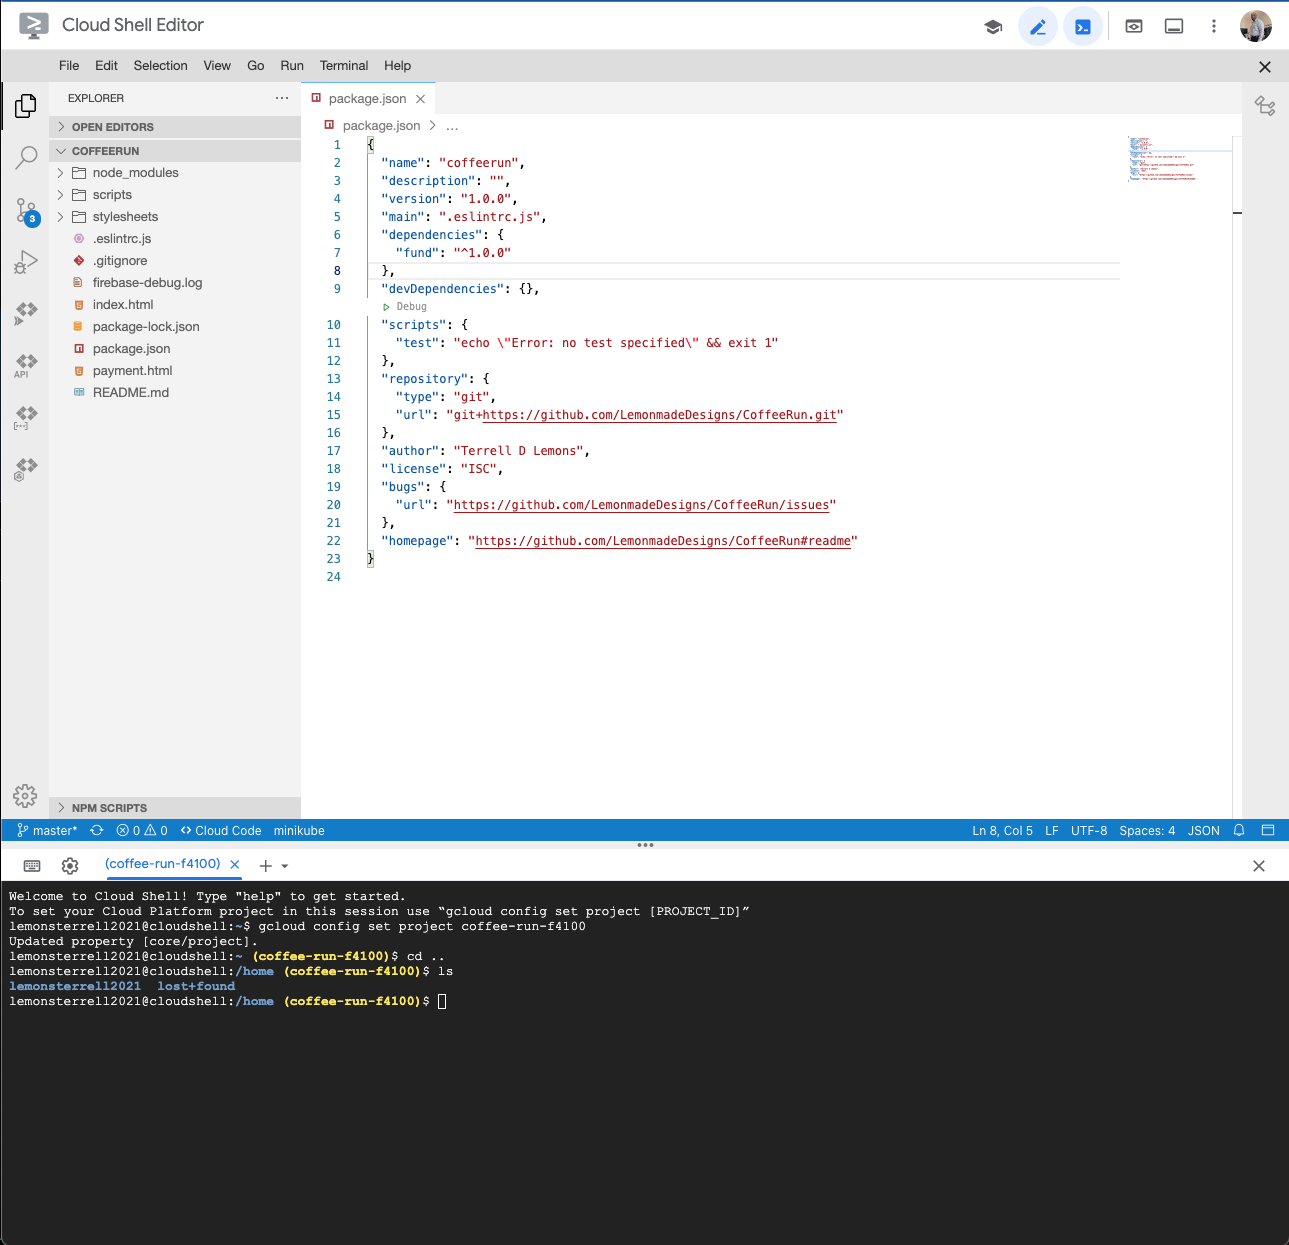 Cloud Shell Editor
File Edit Selection View Go Run Terminal Help
EXPLORER
OPEN EDITORS
COFFEERUN
node_modules
scripts
stylesheets
.eslintrc.js
.gitignore
firebase-debug.log
index.html
package-lock.json
package.json
payment.html
README.md
NPM SCRIPTS
3
API
package.json
package.json > ...
1 {
2 "name": "coffeerun",
3 "description": "",
4 "version": "1.0.0",
5 "main": ".eslintrc.js",
6 "dependencies": {
7 "fund": "^1.0.0"
8 },
9 "devDependencies": {},
Debug
10 "scripts": {
11 "test": "echo \"Error: no test specified\" && exit 1"
12 },
13 "repository": {
14 "type": "git",
15 "url": "git+https://github.com/LemonmadeDesigns/CoffeeRun.git"
16 },
17 "author": "Terrell D Lemons",
18 "license": "ISC",
19 "bugs": {
20 "url": "https://github.com/LemonmadeDesigns/CoffeeRun/issues"
21 },
22 "homepage": "https://github.com/LemonmadeDesigns/CoffeeRun#readme"
23 }
24
master* 0 0 <> Cloud Code minikube Ln 8, Col 5 LF UTF-8 Spaces: 4 JSON
(coffee-run-f4100)
Welcome to Cloud Shell! Type "help" to get started.
To set your Cloud Platform project in this session use “gcloud config set project [PROJECT_ID]”
lemonsterrell2021@cloudshell:~$ gcloud config set project coffee-run-f4100
Updated property [core/project].
lemonsterrell2021@cloudshell:~ (coffee-run-f4100)$ cd ..
lemonsterrell2021@cloudshell:/home (coffee-run-f4100)$ ls
lemonsterrell2021 lost+found
lemonsterrell2021@cloudshell:/home (coffee-run-f4100)$